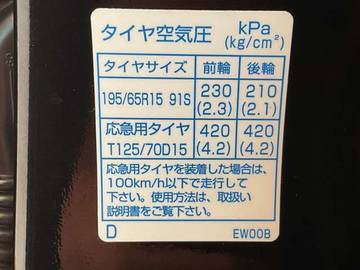 タイヤ空気圧 kPa (kg/cm²)
タイヤサイズ 前輪 後輪
195/65R15 91S 230 (2.3) 210 (2.1)
応急用タイヤ T125/70D15 420 (4.2) 420 (4.2)
応急用タイヤを装着した場合は、
100km/h以下で走行して
下さい。使用方法は、取扱い
説明書をご覧下さい。
D EW00B